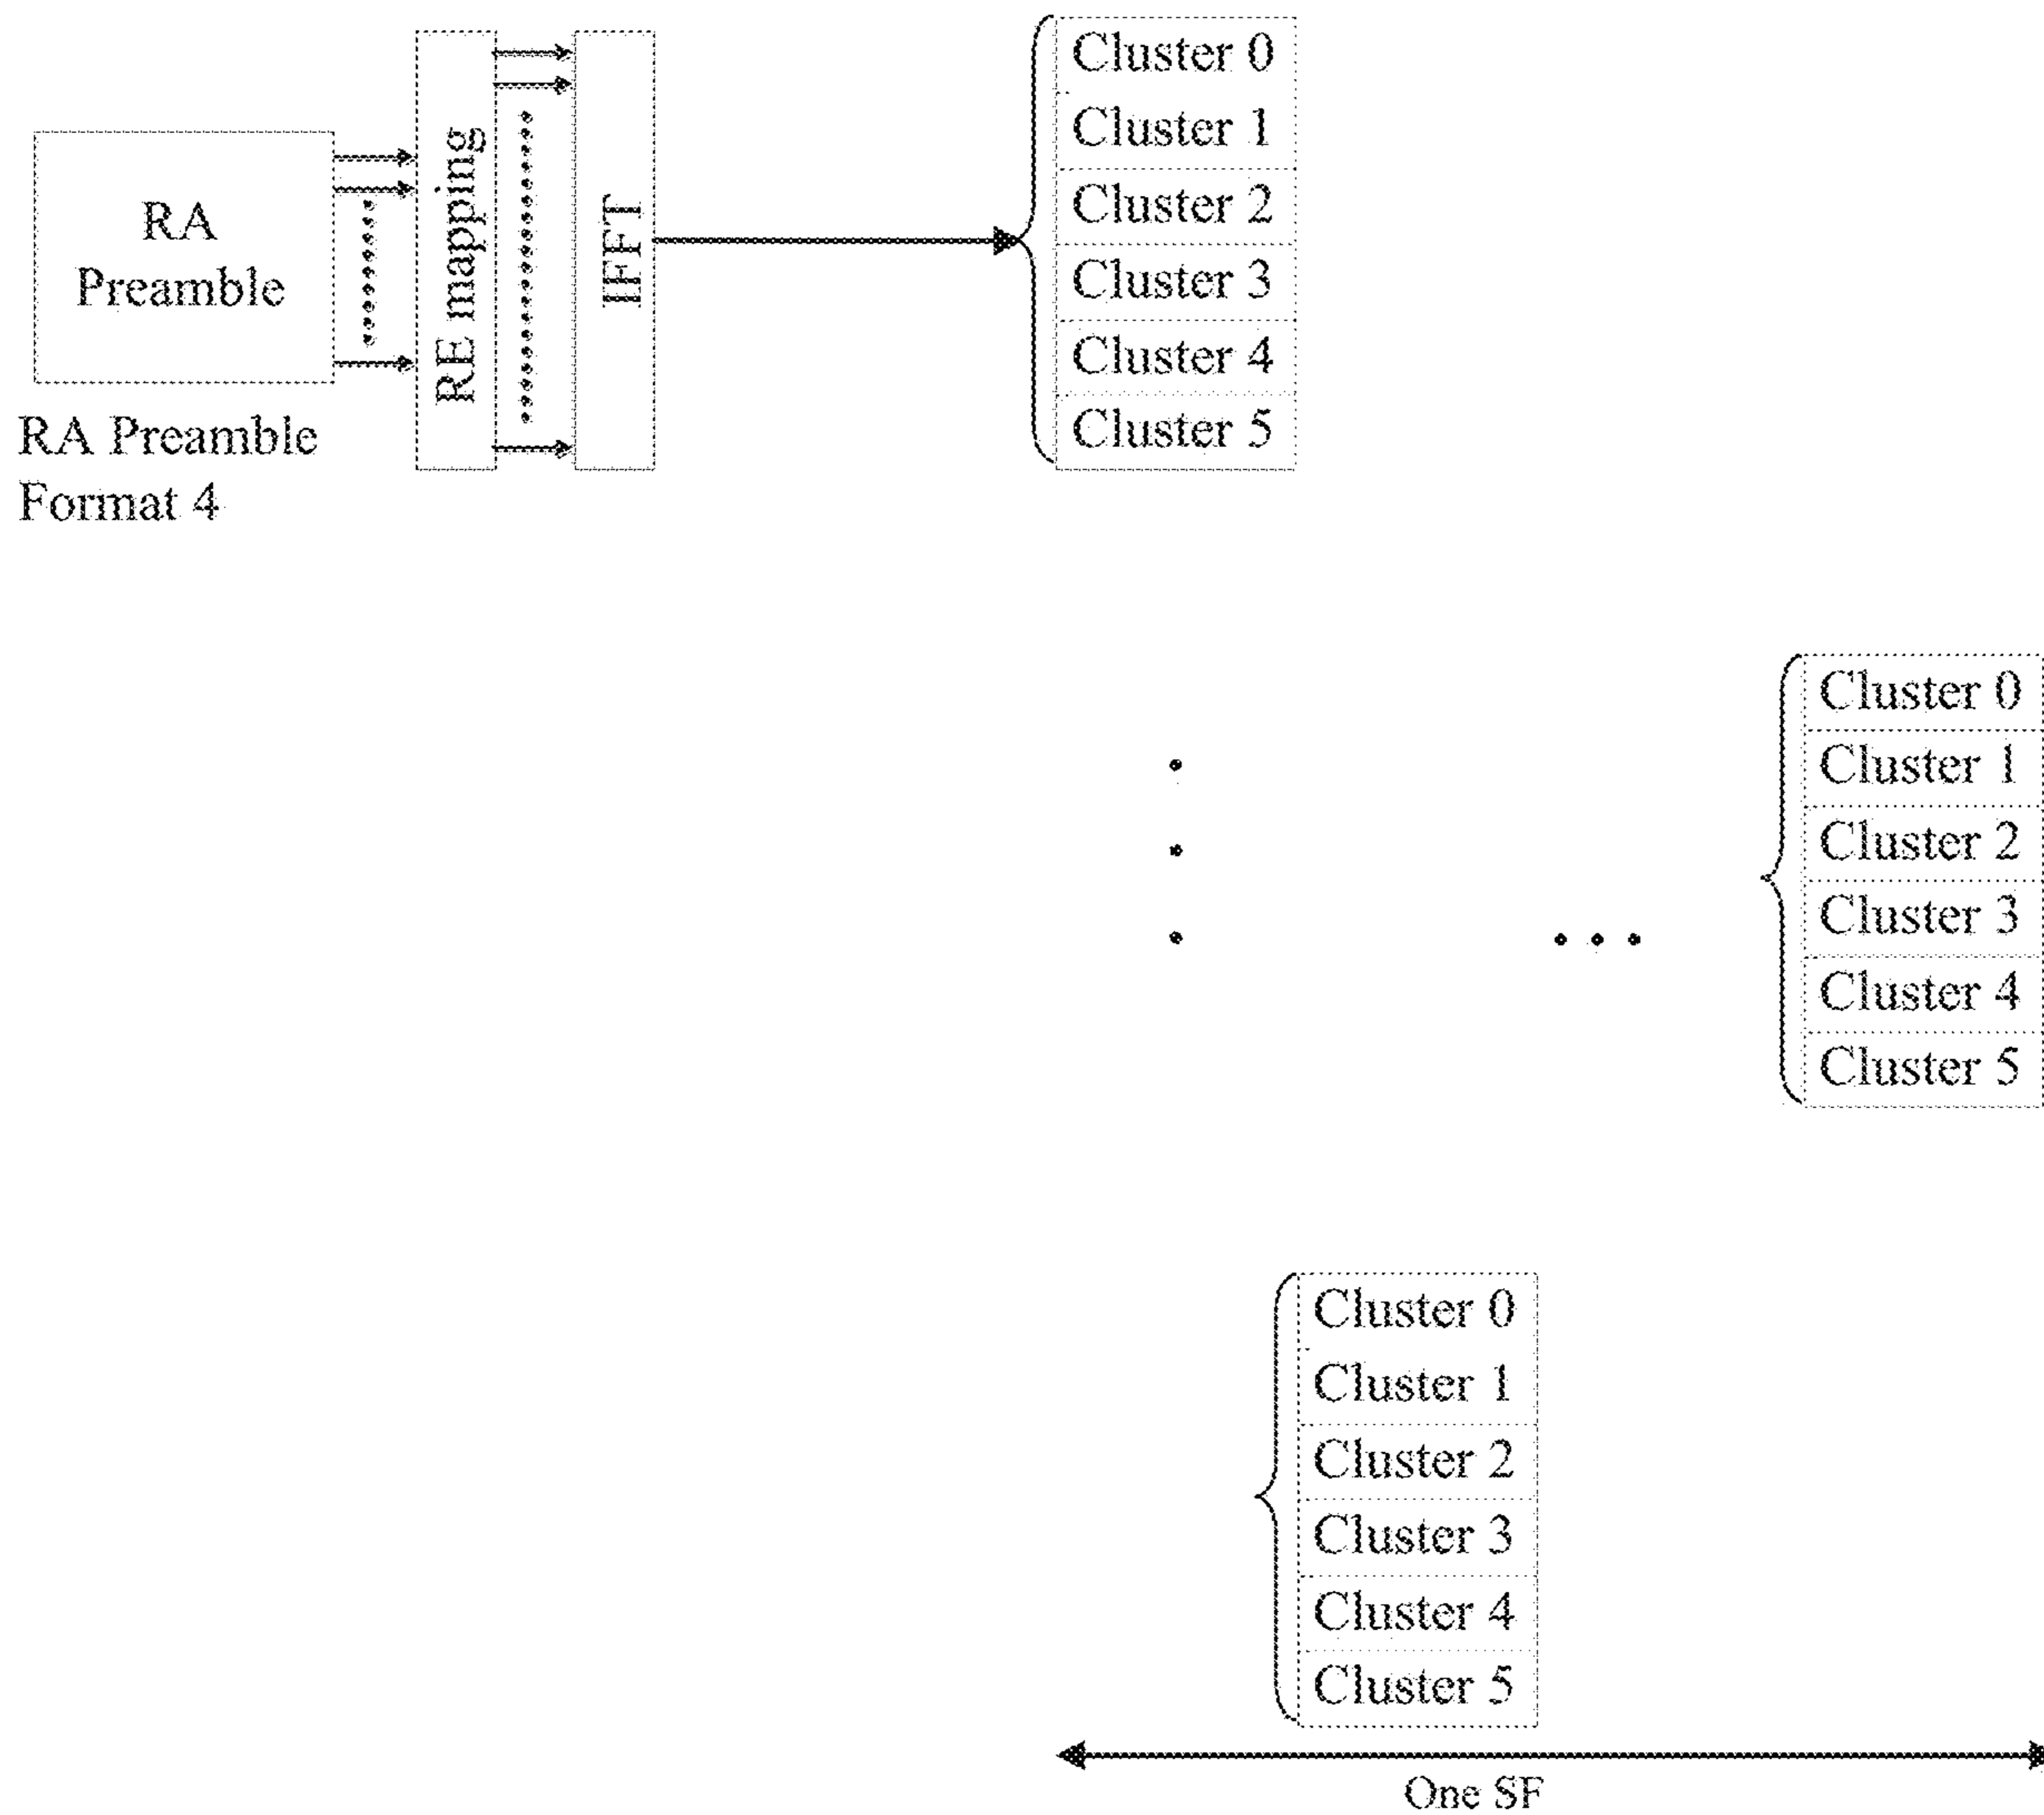 RA
Preamble
RA Preamble
Format 4
RE mapping
IFFT
Cluster 0
Cluster 1
Cluster 2
Cluster 3
Cluster 4
Cluster 5
Cluster 0
Cluster 1
Cluster 2
Cluster 3
Cluster 4
Cluster 5
Cluster 0
Cluster 1
Cluster 2
Cluster 3
Cluster 4
Cluster 5
One SF